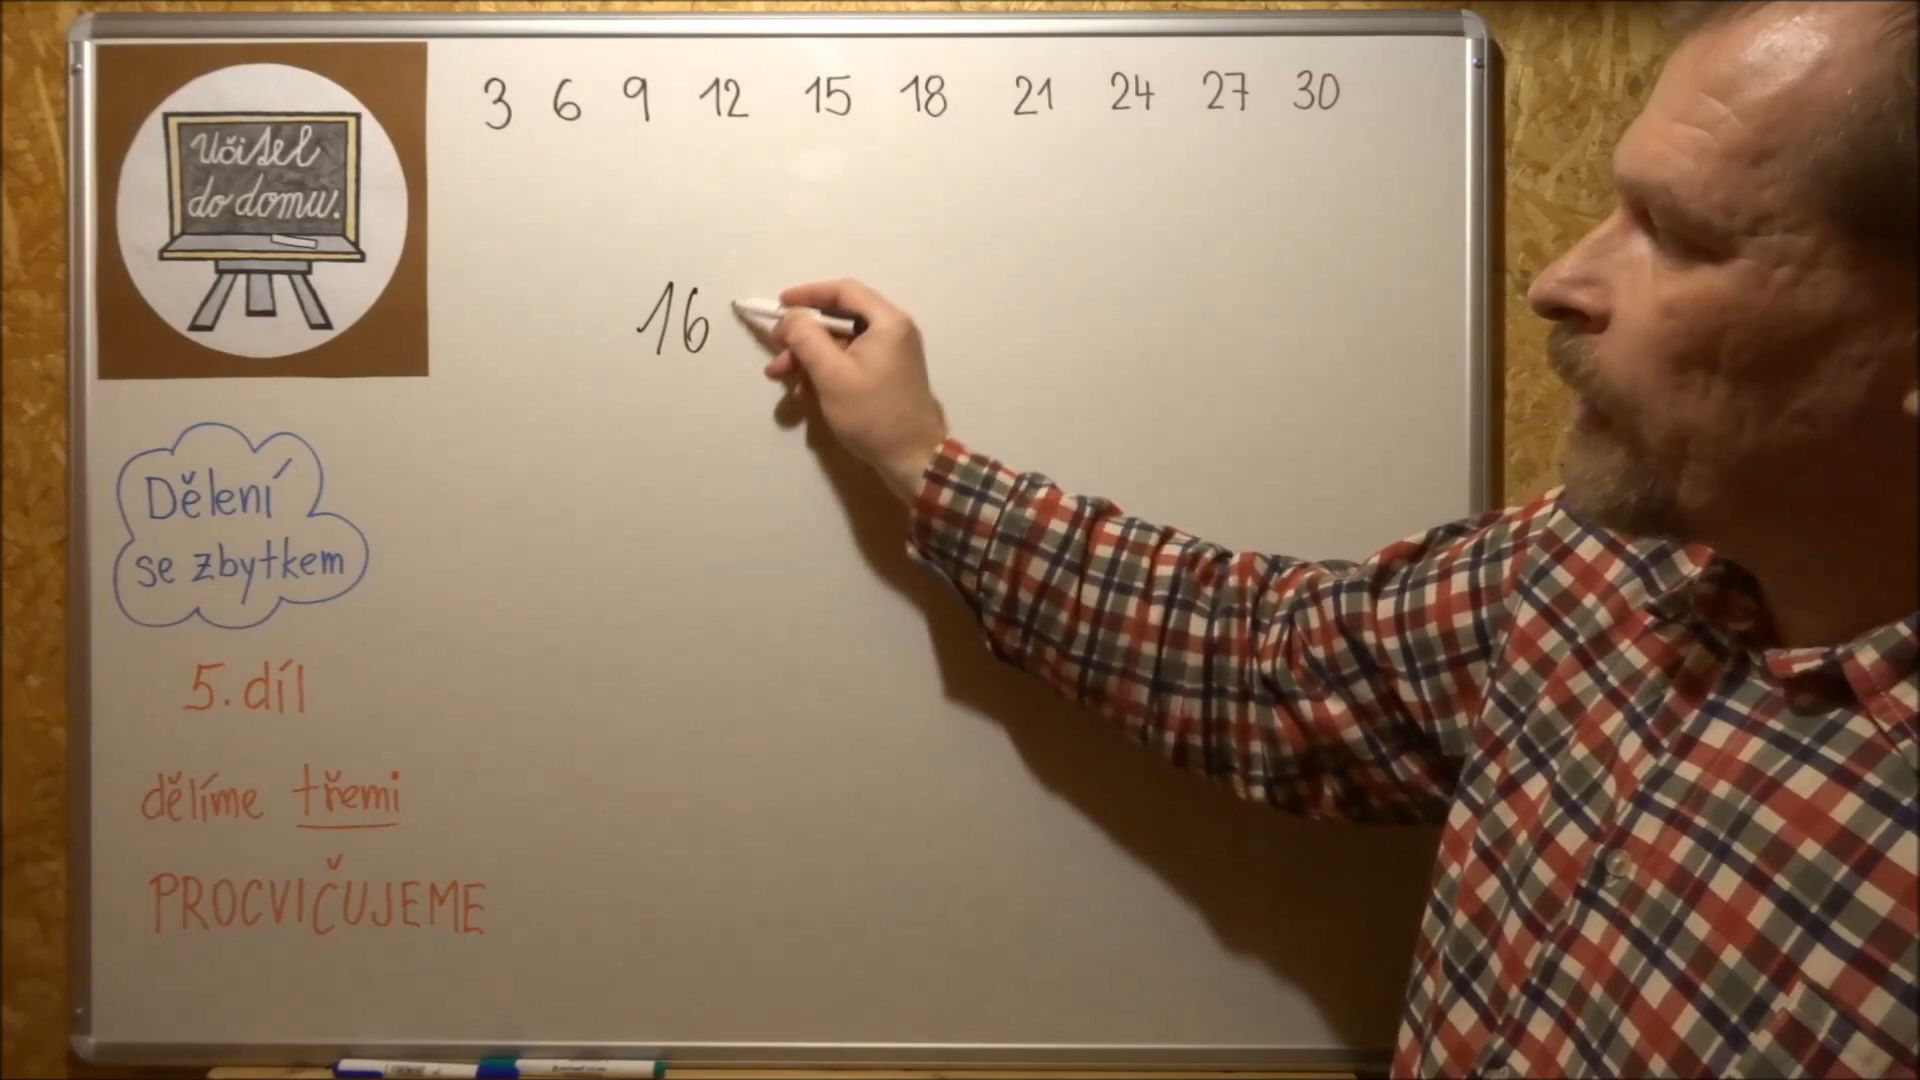 Učitel
do domu.
3 6 9 12 15 18 21 24 27 30
16
Dělení
se zbytkem
5. díl
dělíme třemi
PROCVIČUJEME